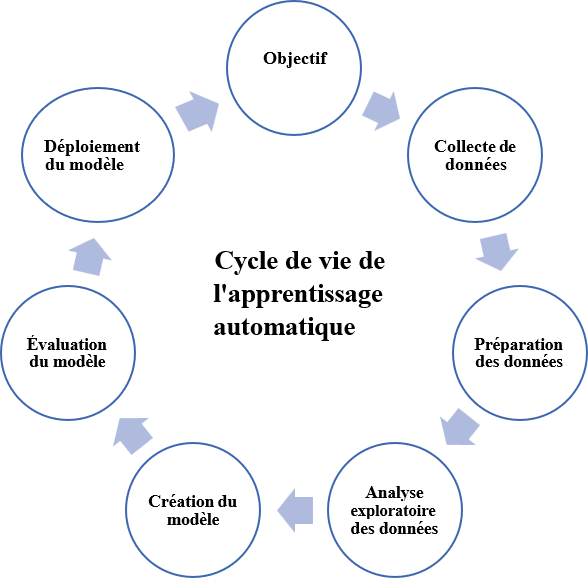 Objectif
Collecte de
données
Préparation
des données
Analyse
exploratoire
des données
Création du
modèle
Évaluation
du modèle
Déploiement
du modèle
Cycle de vie de
l'apprentissage
automatique